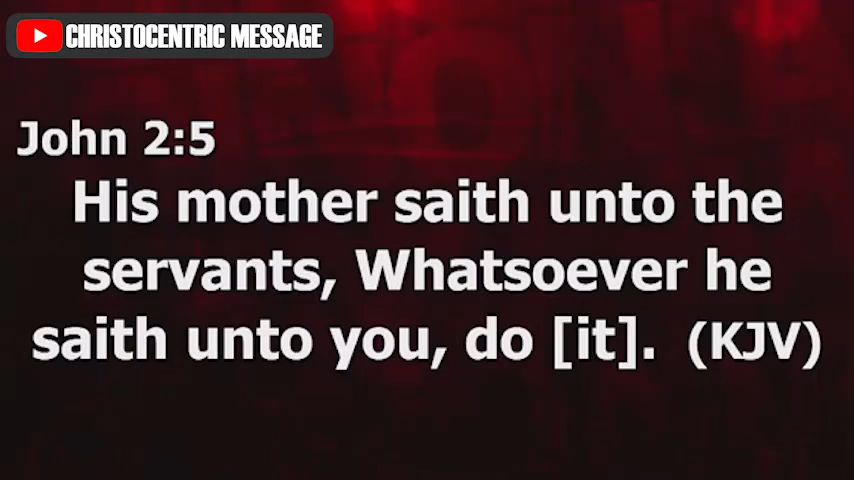 CHRISTOCENTRIC MESSAGE
John 2:5
His mother saith unto the
servants, Whatsoever he
saith unto you, do [it]. (KJV)